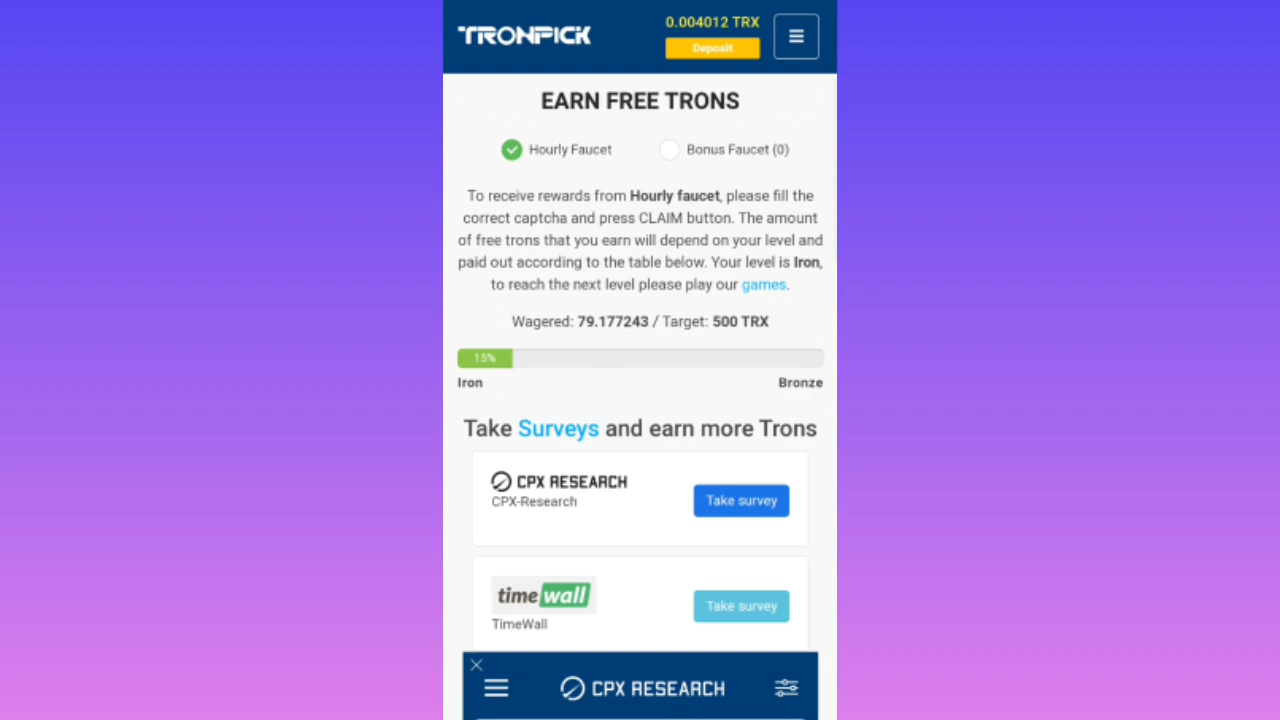 TRONPICK
0.004012 TRX
Deposit
EARN FREE TRONS
Hourly Faucet
Bonus Faucet (0)
To receive rewards from Hourly faucet, please fill the
correct captcha and press CLAIM button. The amount
of free trons that you earn will depend on your level and
paid out according to the table below. Your level is Iron,
to reach the next level please play our games.
Wagered: 79.177243 / Target: 500 TRX
15%
Iron
Bronze
Take Surveys and earn more Trons
CPX RESEARCH
CPX-Research
Take survey
timewall
TimeWall
Take survey
CPX RESEARCH